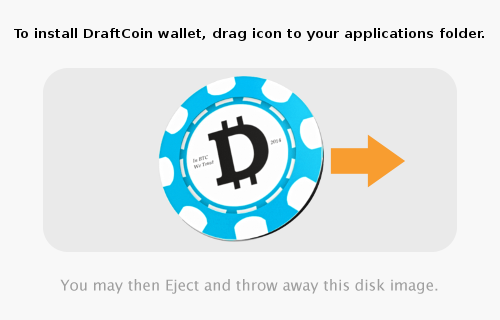 To install DraftCoin wallet, drag icon to your applications folder.
In BTC
We Trust
2014
You may then Eject and throw away this disk image.